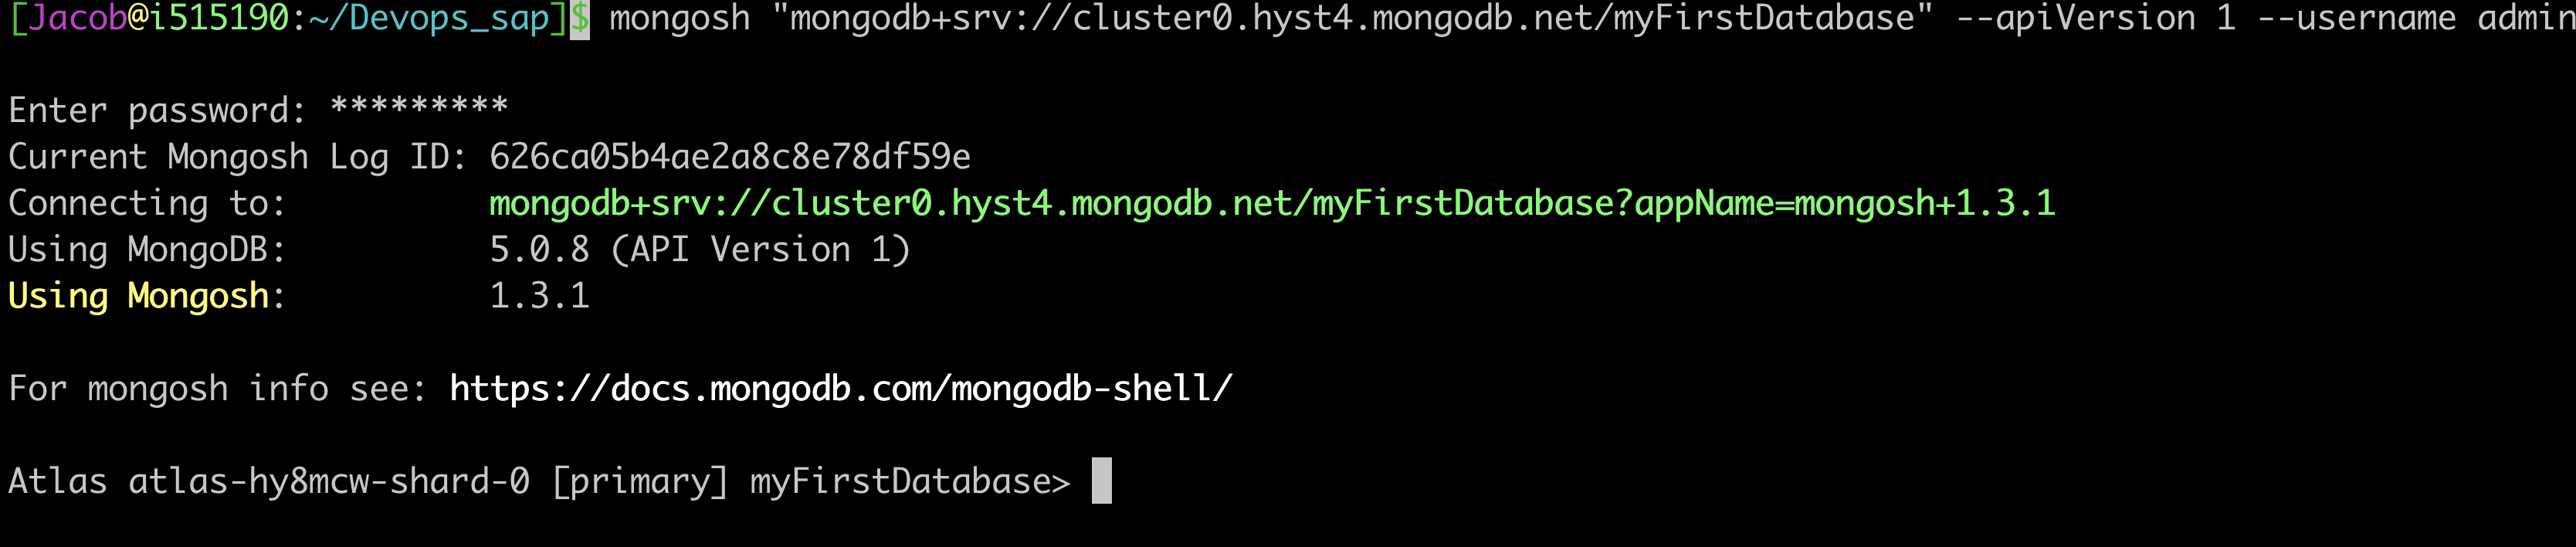 [Jacob@i515190:~/Devops_sap]$ mongosh "mongodb+srv://cluster0.hyst4.mongodb.net/myFirstDatabase" --apiVersion 1 --username admin
Enter password: *********
Current Mongosh Log ID: 626ca05b4ae2a8c8e78df59e
Connecting to: mongodb+srv://cluster0.hyst4.mongodb.net/myFirstDatabase?appName=mongosh+1.3.1
Using MongoDB: 5.0.8 (API Version 1)
Using Mongosh: 1.3.1
For mongosh info see: https://docs.mongodb.com/mongodb-shell/
Atlas atlas-hy8mcw-shard-0 [primary] myFirstDatabase>